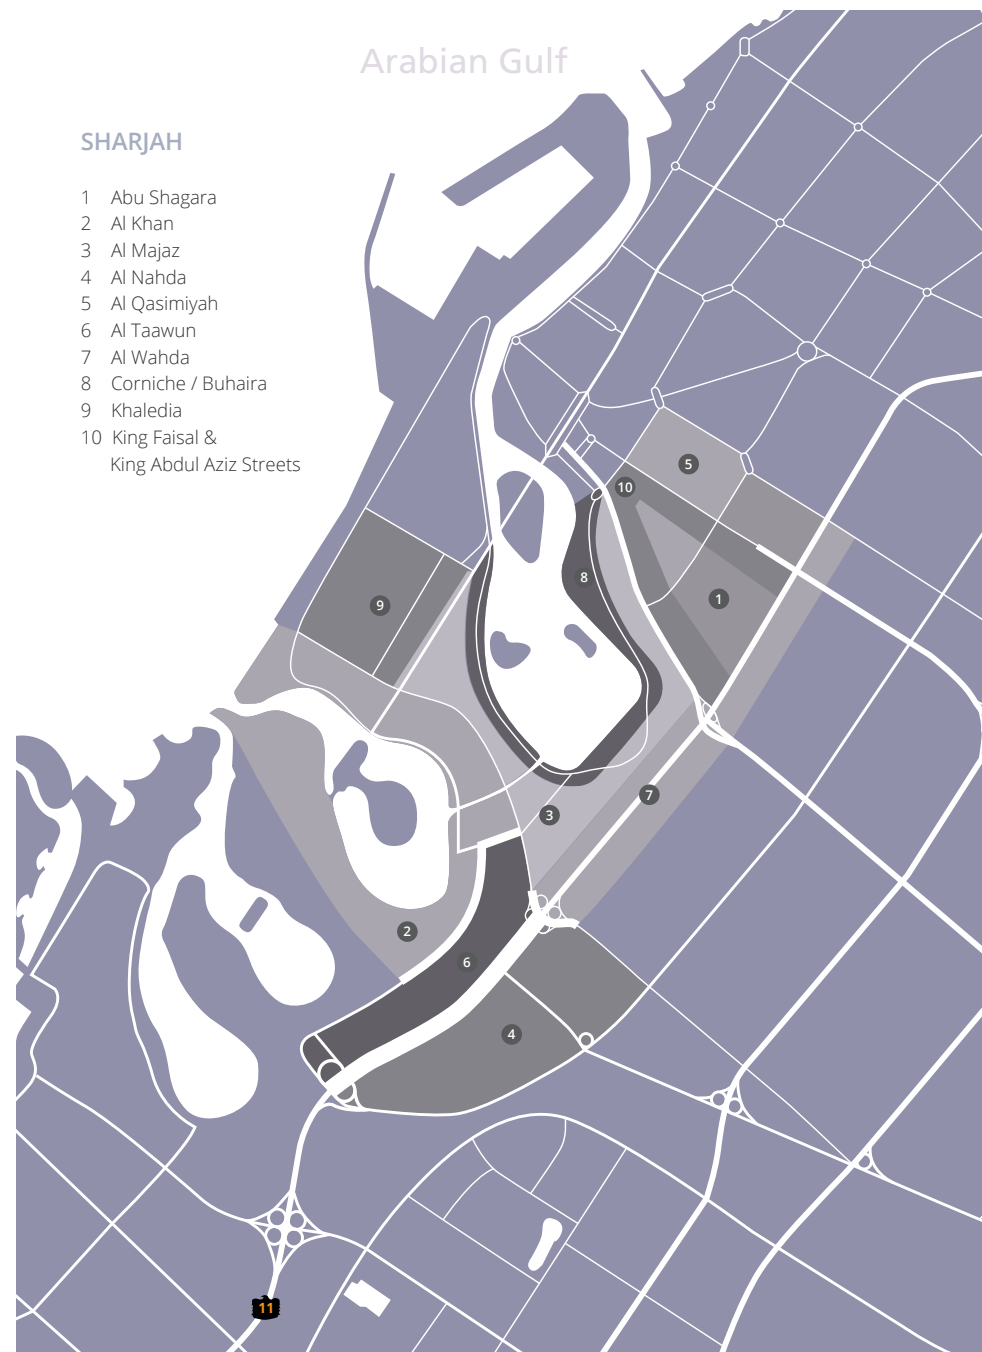 Arabian Gulf
SHARJAH
1 Abu Shagara
2 Al Khan
3 Al Majaz
4 Al Nahda
5 Al Qasimiyah
6 Al Taawun
7 Al Wahda
8 Corniche / Buhaira
9 Khaledia
10 King Faisal &
King Abdul Aziz Streets
5
10
8
1
9
7
3
2
6
4
11